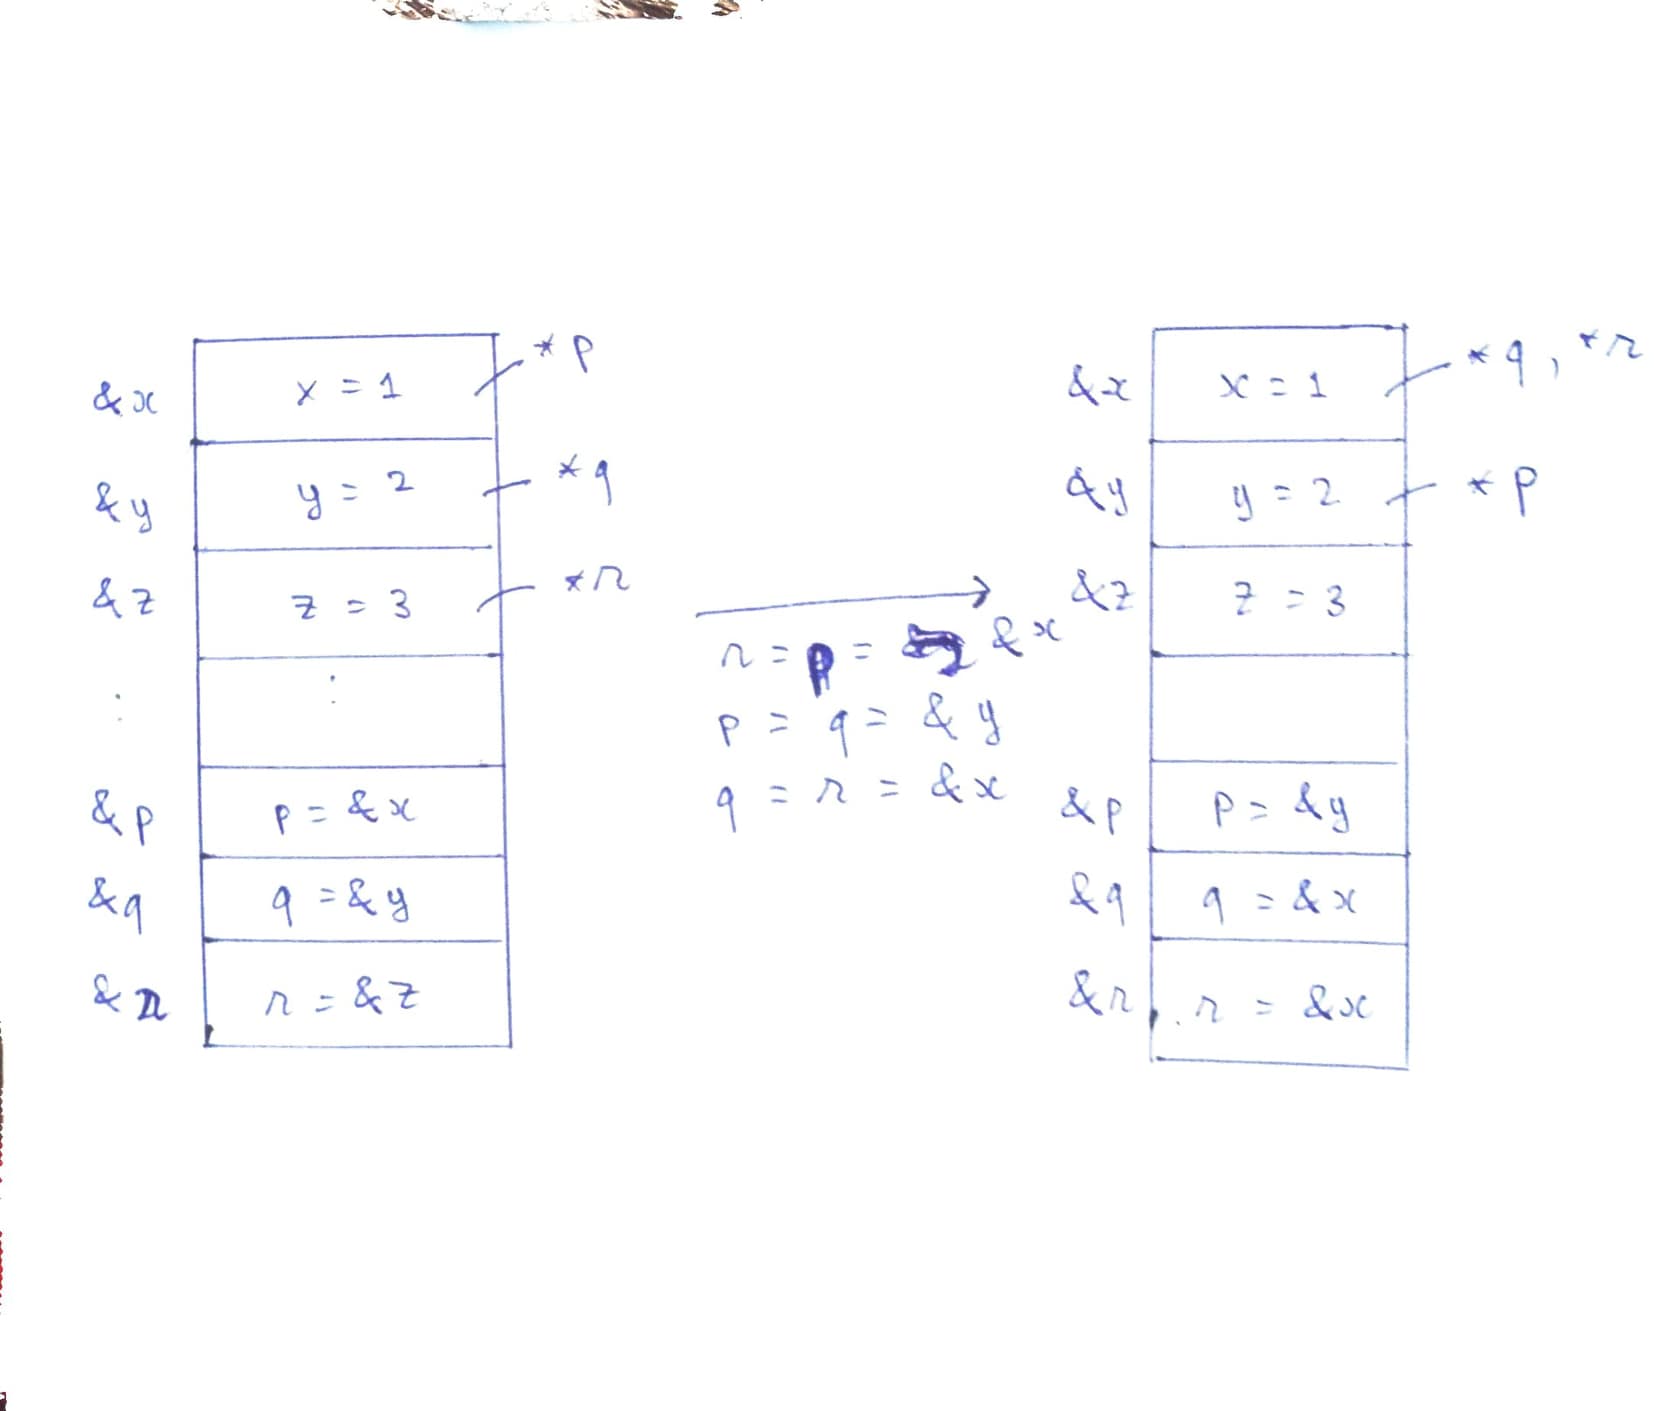 *p
&x x = 1
&y y = 2 *q
&z z = 3 *r
: :
&p p = &x
&q q = &y
&r r = &z
r = p = &x
p = q = &y
q = r = &x
&x x = 1 *q, *r
&y y = 2 *p
&z z = 3
&p p = &y
&q q = &x
&r r = &x